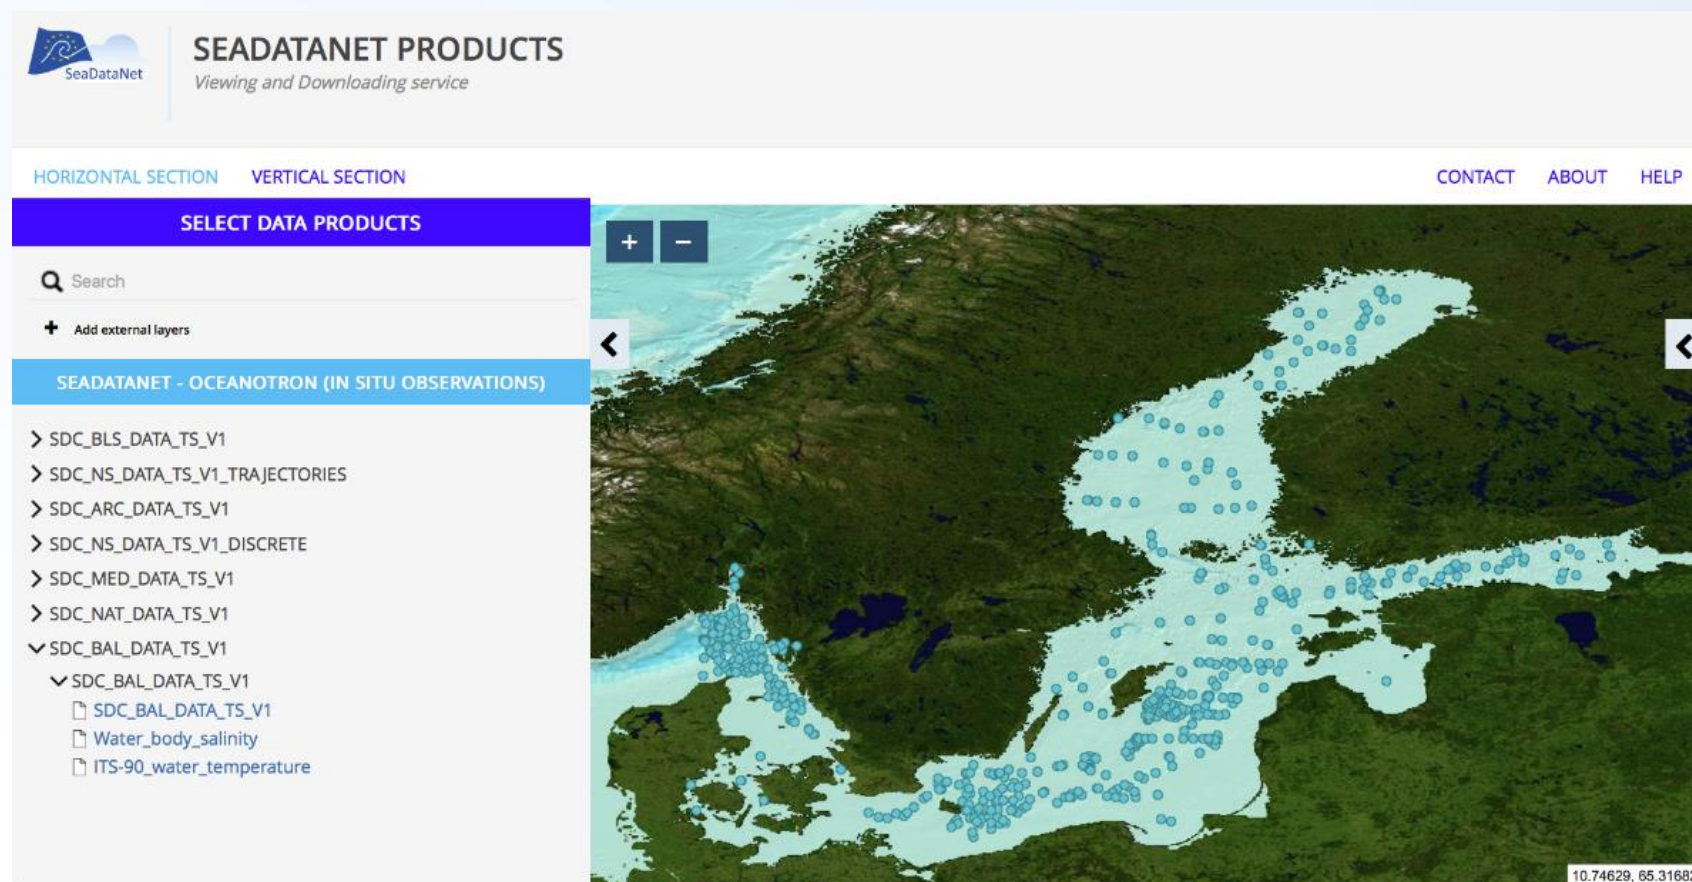 SeaDataNet
SEADATANET PRODUCTS
Viewing and Downloading service
HORIZONTAL SECTION VERTICAL SECTION CONTACT ABOUT HELP
SELECT DATA PRODUCTS
Search
+ Add external layers
SEADATANET - OCEANOTRON (IN SITU OBSERVATIONS)
SDC_BLS_DATA_TS_V1
SDC_NS_DATA_TS_V1_TRAJECTORIES
SDC_ARC_DATA_TS_V1
SDC_NS_DATA_TS_V1_DISCRETE
SDC_MED_DATA_TS_V1
SDC_NAT_DATA_TS_V1
SDC_BAL_DATA_TS_V1
SDC_BAL_DATA_TS_V1
SDC_BAL_DATA_TS_V1
Water_body_salinity
ITS-90_water_temperature
+ −
10.74629, 65.31682